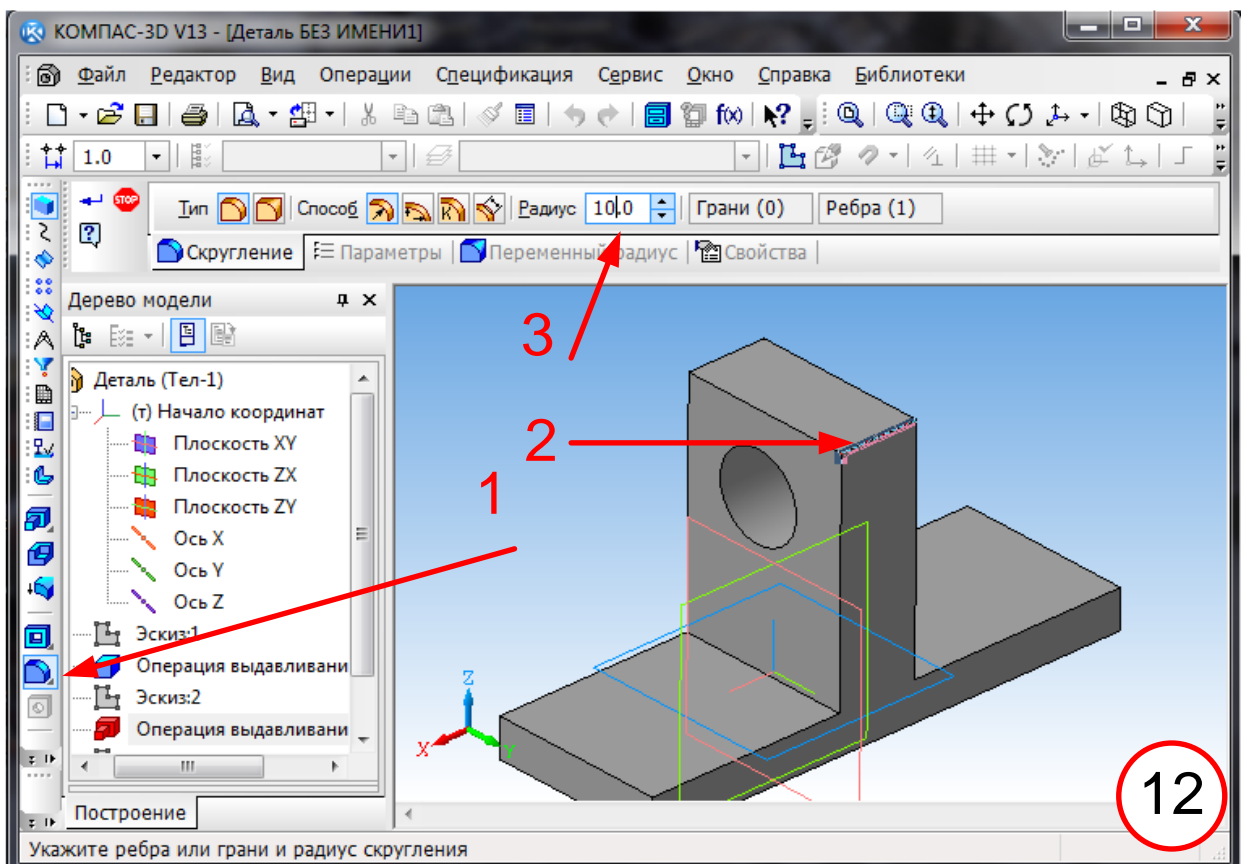 КОМПАС-3D V13 - [Деталь БЕЗ ИМЕНИ1]
Файл Редактор Вид Операции Спецификация Сервис Окно Справка Библиотеки
f(x)
1.0
STOP Тип Способ Радиус 10.0 Грани (0) Ребра (1)
Скругление Параметры Переменный радиус Свойства
Дерево модели
3
Деталь (Тел-1)
(т) Начало координат
Плоскость XY
2
Плоскость ZX
1
Плоскость ZY
Ось X
Ось Y
Ось Z
Эскиз:1
Операция выдавливани
Эскиз:2
Операция выдавливани
Z
X
Y
12
Построение
Укажите ребра или грани и радиус скругления